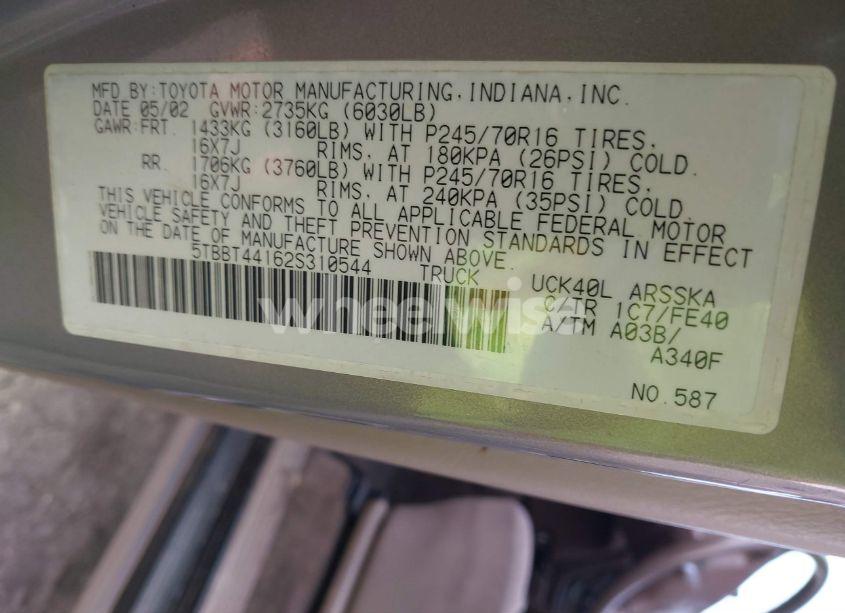 MFD BY:TOYOTA MOTOR MANUFACTURING, INDIANA, INC.
DATE 05/02 GVWR:2735KG (6030LB)
GAWR:FRT. 1433KG (3160LB) WITH P245/70R16 TIRES,
16X7J RIMS, AT 180KPA (26PSI) COLD.
RR. 1706KG (3760LB) WITH P245/70R16 TIRES,
16X7J RIMS, AT 240KPA (35PSI) COLD.
THIS VEHICLE CONFORMS TO ALL APPLICABLE FEDERAL MOTOR
VEHICLE SAFETY AND THEFT PREVENTION STANDARDS IN EFFECT
ON THE DATE OF MANUFACTURE SHOWN ABOVE.
5TBBT44162S310544 TRUCK UCK40L ARSSKA
C/TR 1C7/FE40
A/TM A03B/
A340F
NO.587
wheelwise